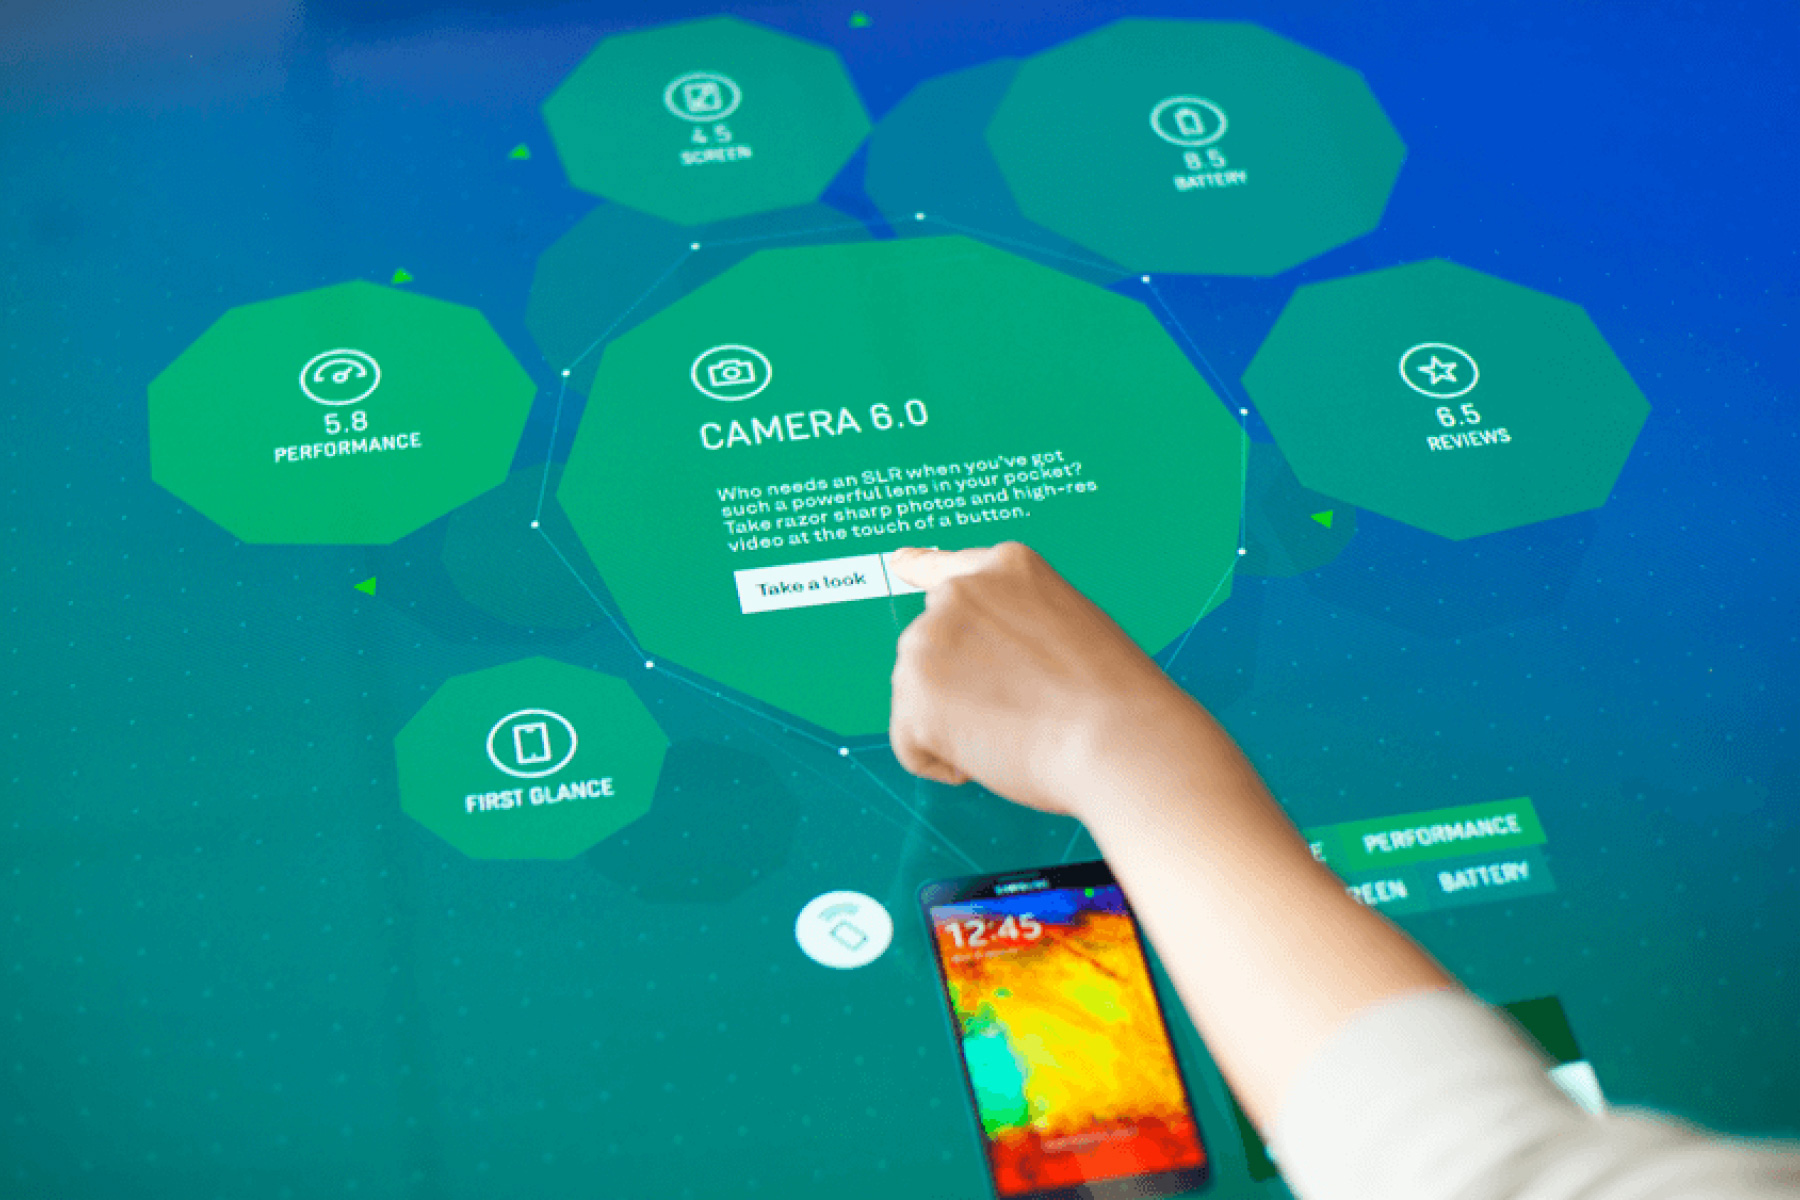 4.5
SCREEN
8.5
BATTERY
5.8
PERFORMANCE
6.5
REVIEWS
CAMERA 6.0
Who needs an SLR when you've got
such a powerful lens in your pocket?
Take razor sharp photos and high-res
video at the touch of a button.
Take a look
FIRST GLANCE
PERFORMANCE
BATTERY
12:45